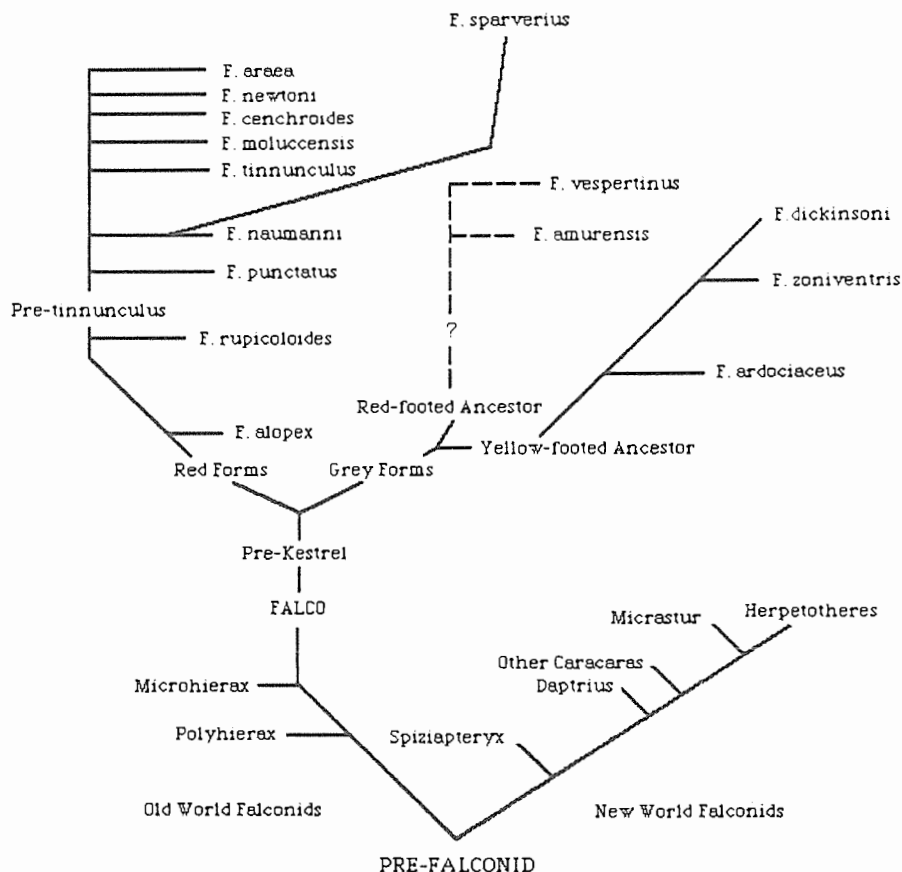 F. sparverius
F. araea
F. newtoni
F. cenchroides
F. moluccensis
F. tinnunculus
F. vespertinus
F. dickinsoni
F. naumanni
F. amurensis
F. punctatus
F. zoniventris
Pre-tinnunculus
?
F. rupicoloides
F. ardociaceus
Red-footed Ancestor
F. alopex
Yellow-footed Ancestor
Red Forms
Grey Forms
Pre-Kestrel
FALCO
Micrastur
Herpetotheres
Other Caracaras
Daptrius
Microhierax
Polyhierax
Spiziapteryx
Old World Falconids
New World Falconids
PRE-FALCONID